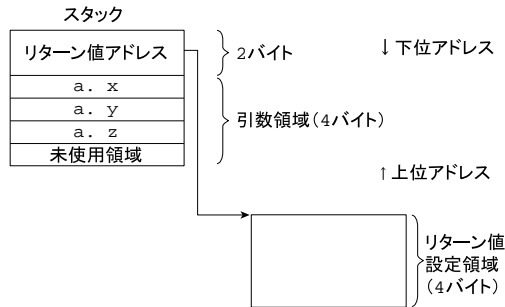 スタック
リターン値アドレス
2バイト
↓下位アドレス
a. x
a. y
a. z
未使用領域
引数領域(4バイト)
↑上位アドレス
リターン値
設定領域
(4バイト)